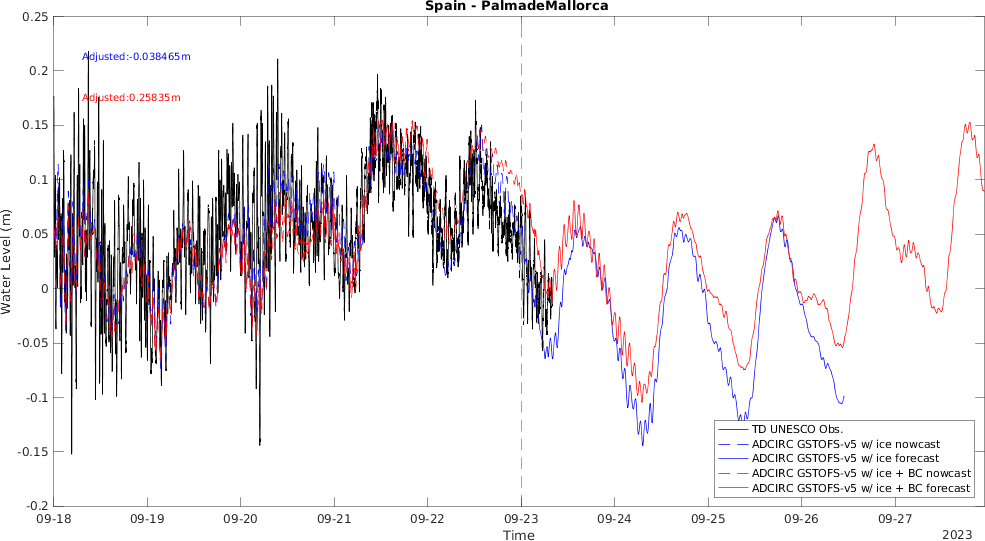 Spain - PalmadeMallorca
0.25
0.2
0.15
0.1
0.05
0
-0.05
-0.1
-0.15
-0.2
Water Level (m)
Adjusted:-0.038465m
Adjusted:0.25835m
TD UNESCO Obs.
ADCIRC GSTOFS-v5 w/ ice nowcast
ADCIRC GSTOFS-v5 w/ ice forecast
ADCIRC GSTOFS-v5 w/ ice + BC nowcast
ADCIRC GSTOFS-v5 w/ ice + BC forecast
09-18 09-19 09-20 09-21 09-22 09-23 09-24 09-25 09-26 09-27
Time
2023